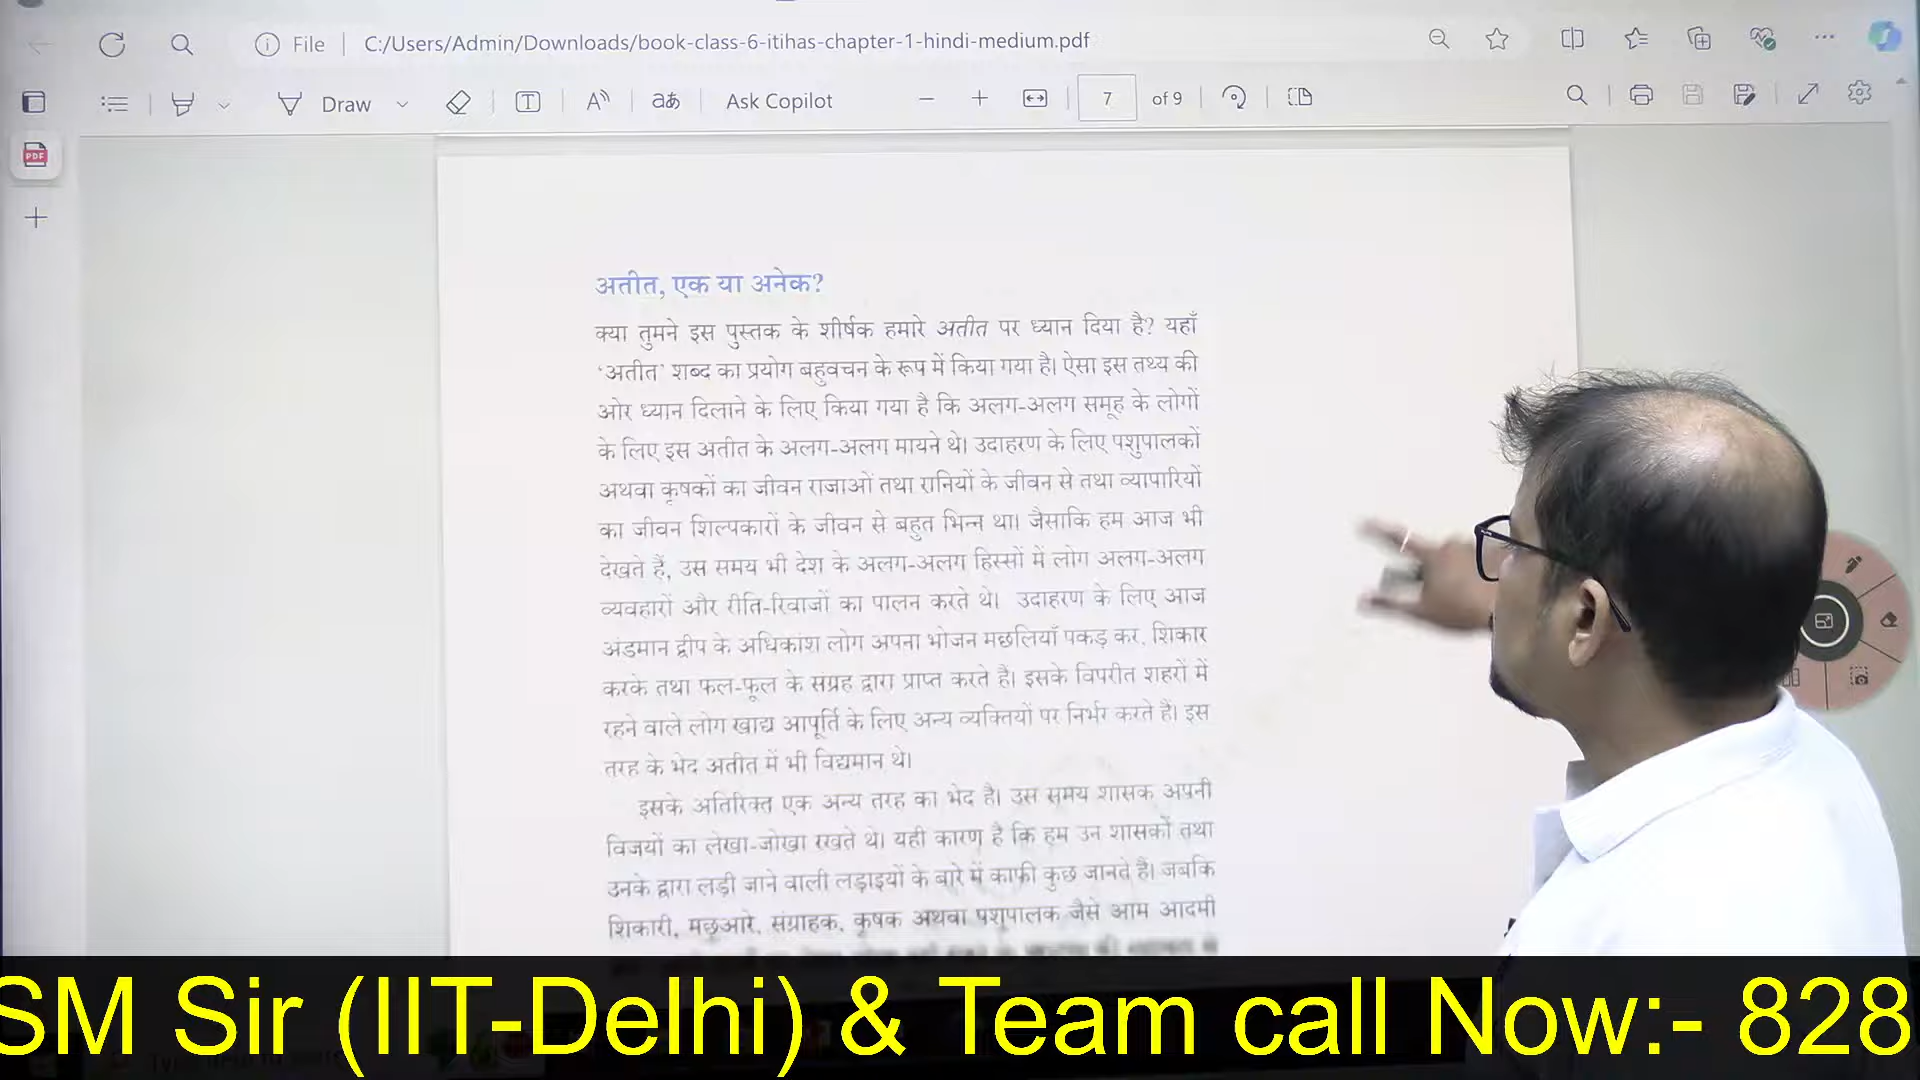 File
C:/Users/Admin/Downloads/book-class-6-itihas-chapter-1-hindi-medium.pdf
Draw
Ask Copilot
7
of 9
PDF
अतीत, एक या अनेक?
क्या तुमने इस पुस्तक के शीर्षक हमारे अतीत पर ध्यान दिया है? यहाँ
'अतीत' शब्द का प्रयोग बहुवचन के रूप में किया गया है। ऐसा इस तथ्य की
ओर ध्यान दिलाने के लिए किया गया है कि अलग-अलग समूह के लोगों
के लिए इस अतीत के अलग-अलग मायने थे। उदाहरण के लिए पशुपालकों
अथवा कृषकों का जीवन राजाओं तथा रानियों के जीवन से तथा व्यापारियों
का जीवन शिल्पकारों के जीवन से बहुत भिन्न था। जैसाकि हम आज भी
देखते हैं, उस समय भी देश के अलग-अलग हिस्सों में लोग अलग-अलग
व्यवहारों और रीति-रिवाजों का पालन करते थे। उदाहरण के लिए आज
अंडमान द्वीप के अधिकांश लोग अपना भोजन मछलियाँ पकड़ कर, शिकार
करके तथा फल-फूल के संग्रह द्वारा प्राप्त करते हैं। इसके विपरीत शहरों में
रहने वाले लोग खाद्य आपूर्ति के लिए अन्य व्यक्तियों पर निर्भर करते हैं। इस
तरह के भेद अतीत में भी विद्यमान थे।
इसके अतिरिक्त एक अन्य तरह का भेद है। उस समय शासक अपनी
विजयों का लेखा-जोखा रखते थे। यही कारण है कि हम उन शासकों तथा
उनके द्वारा लड़ी जाने वाली लड़ाइयों के बारे में काफी कुछ जानते हैं। जबकि
शिकारी, मछुआरे, संग्राहक, कृषक अथवा पशुपालक जैसे आम आदमी
SM Sir (IIT-Delhi) & Team call Now:- 828